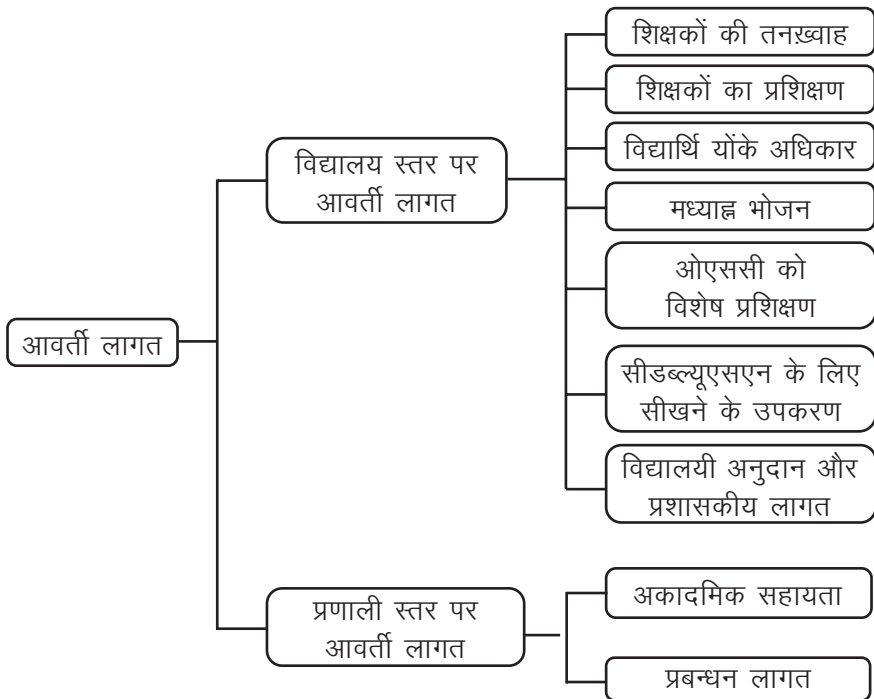 शिक्षकों की तनख़्वाह
शिक्षकों का प्रशिक्षण
विद्यार्थि योंके अधिकार
मध्याह्न भोजन
ओएससी को
विशेष प्रशिक्षण
सीडब्ल्यूएसएन के लिए
सीखने के उपकरण
विद्यालयी अनुदान और
प्रशासकीय लागत
विद्यालय स्तर पर
आवर्ती लागत
आवर्ती लागत
प्रणाली स्तर पर
आवर्ती लागत
अकादमिक सहायता
प्रबन्धन लागत